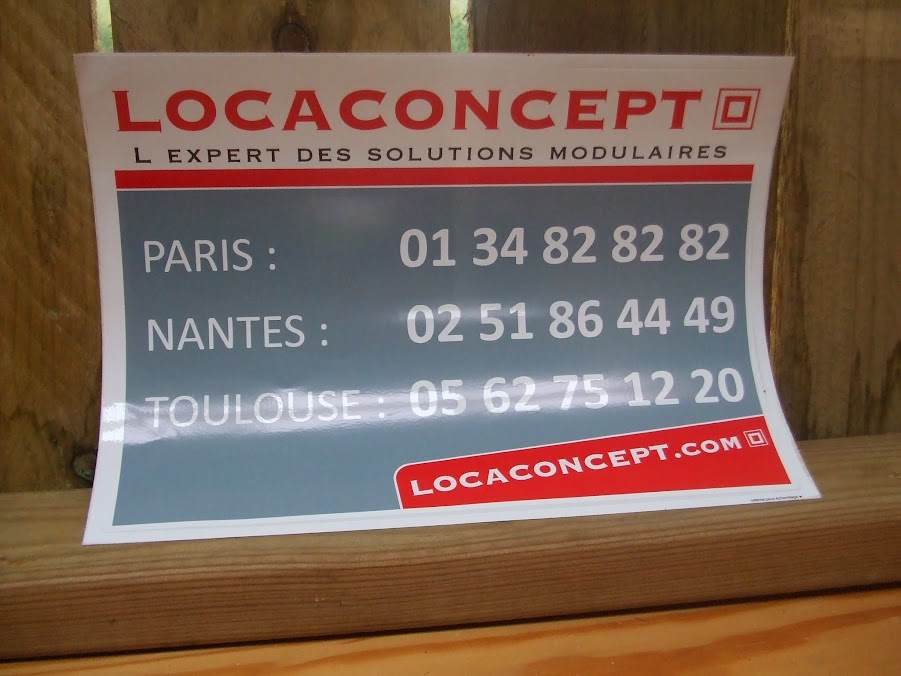 LOCACONCEPT
L EXPERT DES SOLUTIONS MODULAIRES
PARIS : 01 34 82 82 82
NANTES : 02 51 86 44 49
TOULOUSE : 05 62 75 12 20
LOCACONCEPT.COM